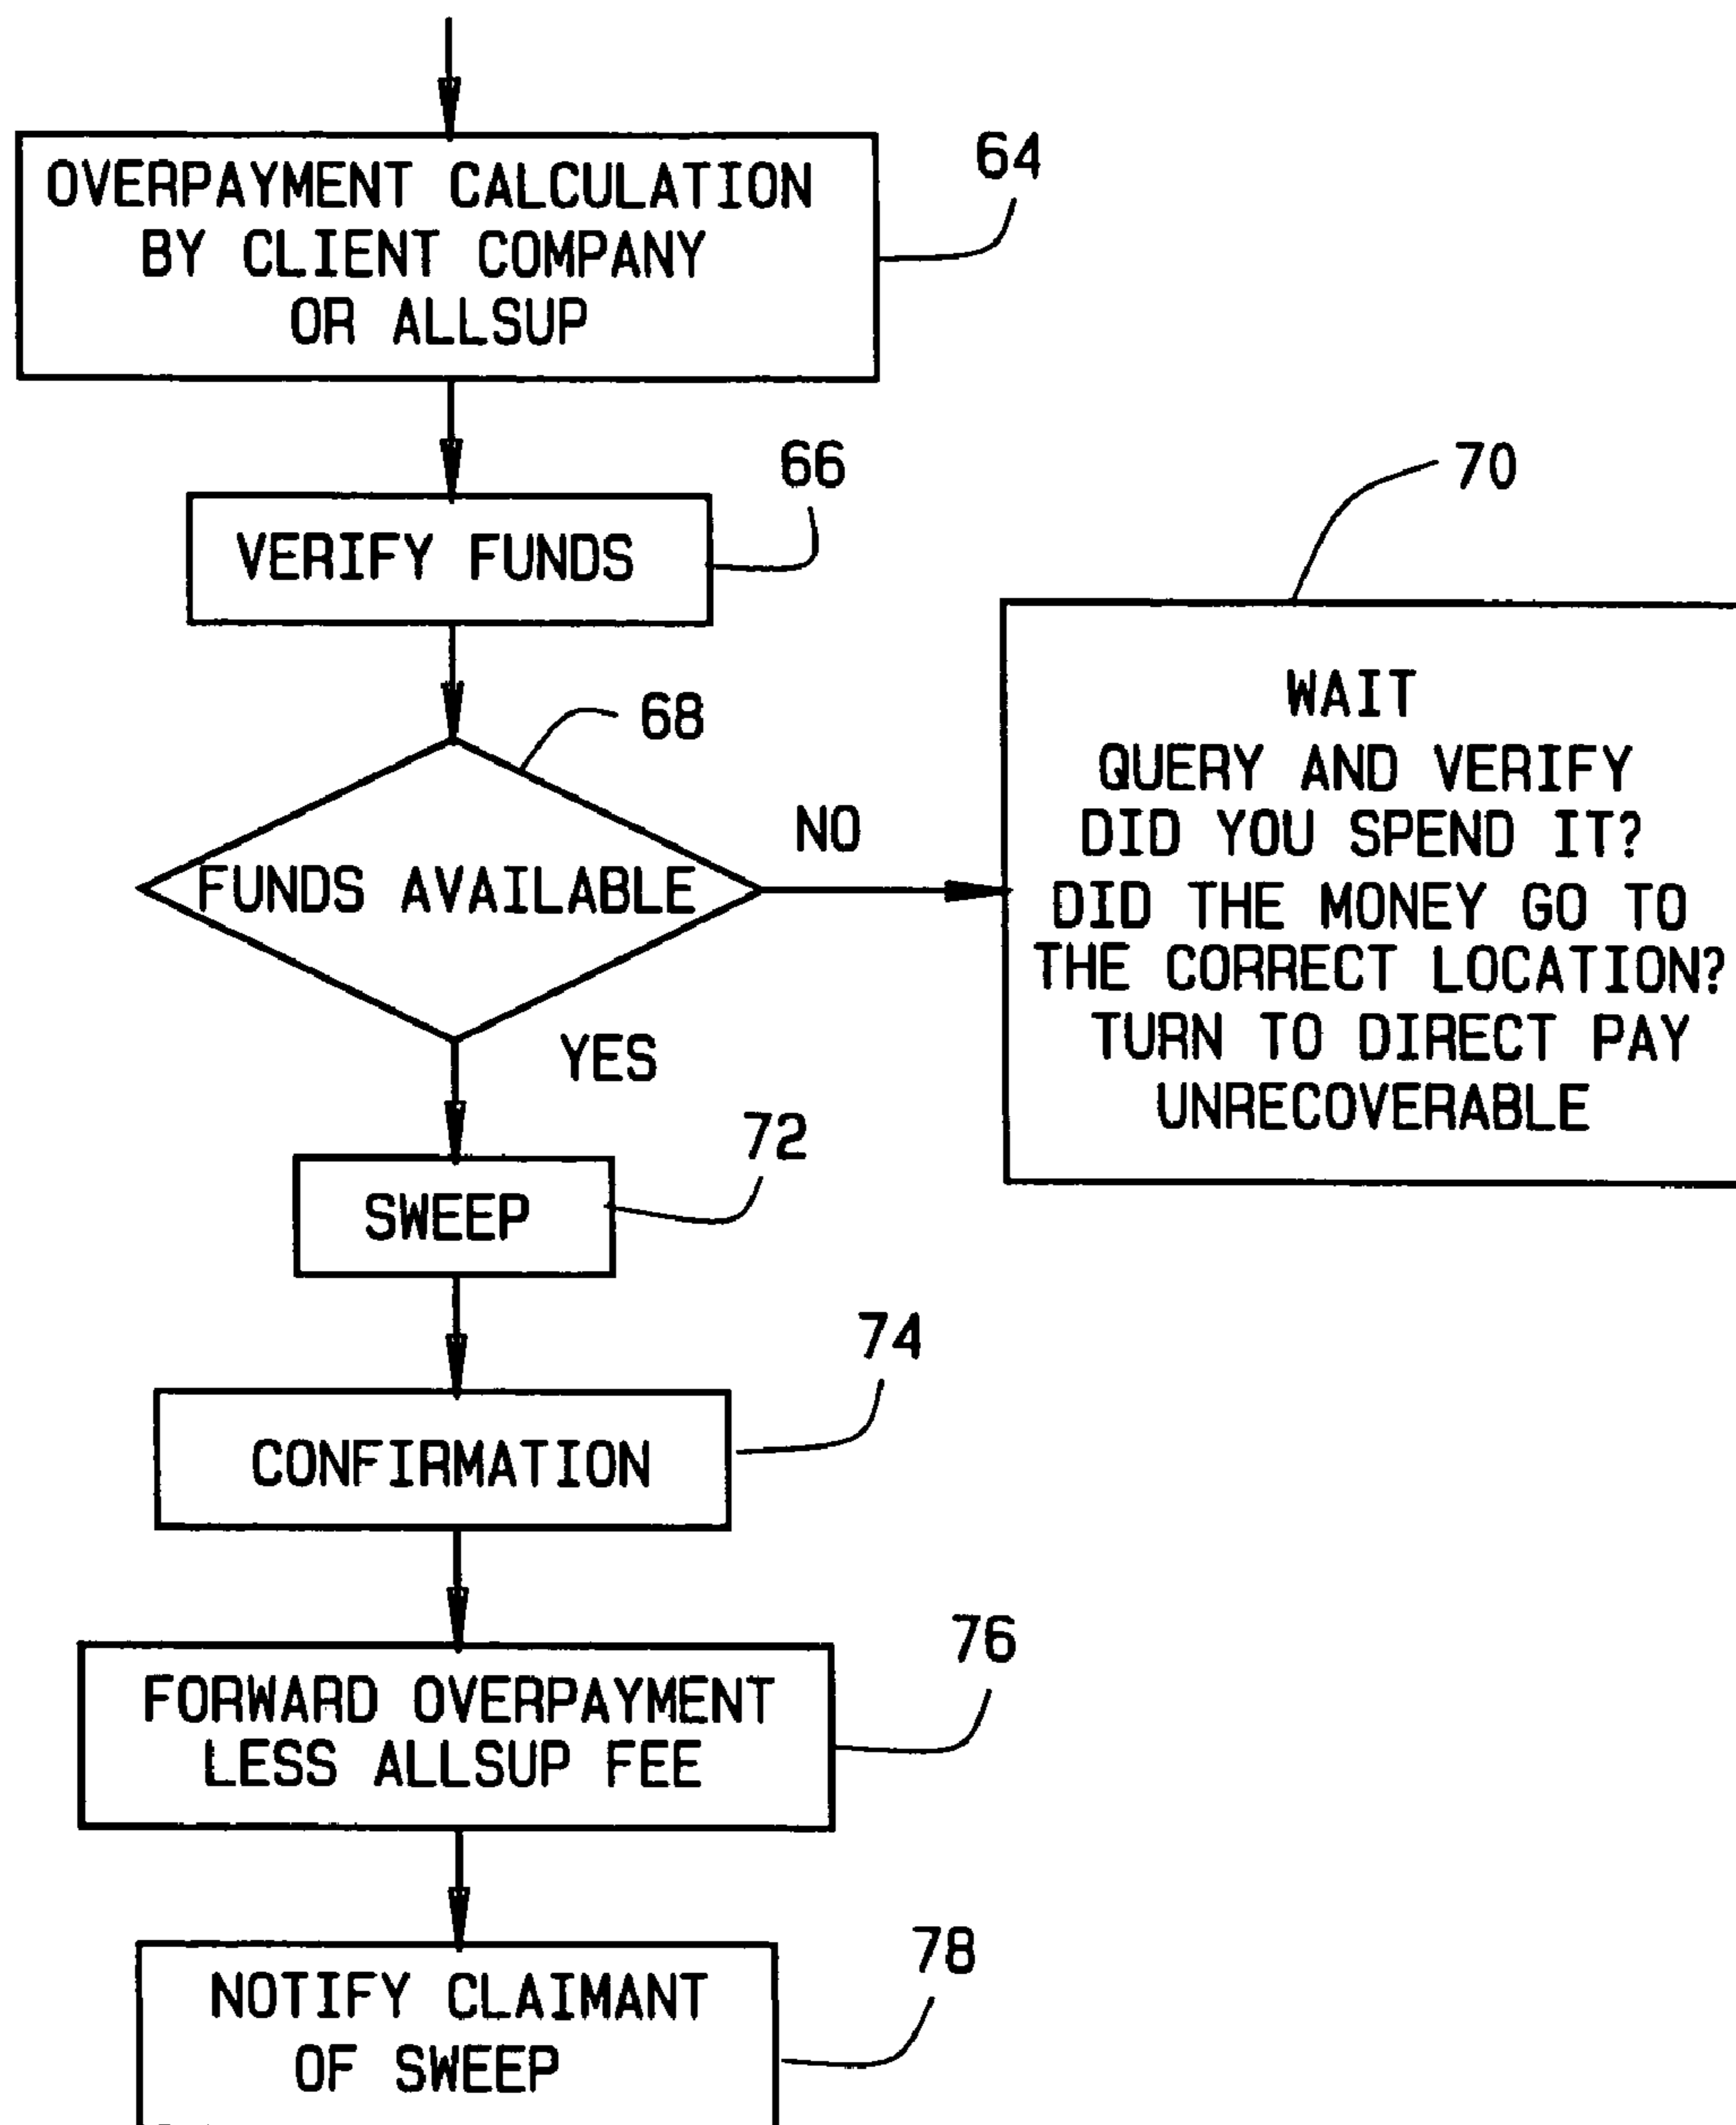 64
OVERPAYMENT CALCULATION
BY CLIENT COMPANY
OR ALLSUP
66
VERIFY FUNDS
68
FUNDS AVAILABLE
NO
70
WAIT
QUERY AND VERIFY
DID YOU SPEND IT?
DID THE MONEY GO TO
THE CORRECT LOCATION?
TURN TO DIRECT PAY
UNRECOVERABLE
YES
72
SWEEP
74
CONFIRMATION
76
FORWARD OVERPAYMENT
LESS ALLSUP FEE
78
NOTIFY CLAIMANT
OF SWEEP